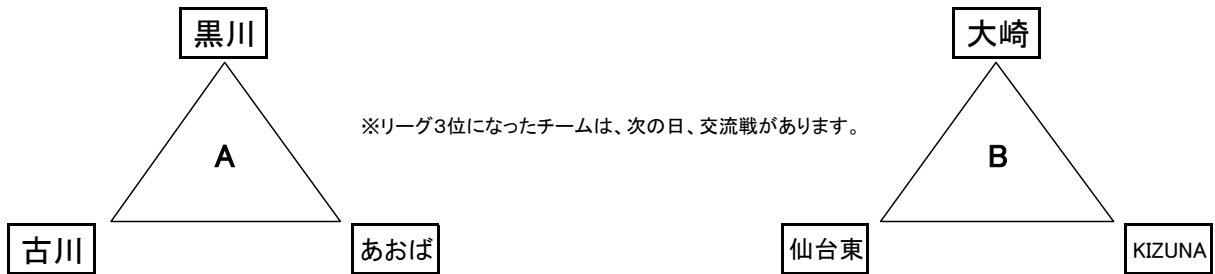 黒川
大崎
※リーグ3位になったチームは、次の日、交流戦があります。
A
B
古川
あおば
仙台東
KIZUNA